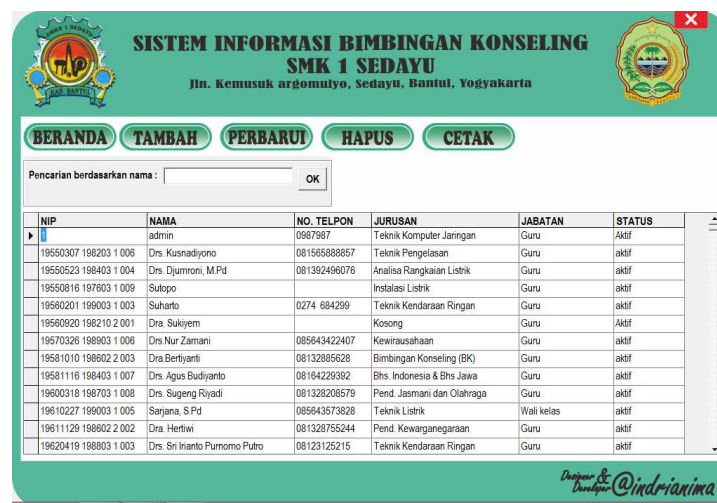 SMKN 1 SEDAYU
KAB. BANTUL
SISTEM INFORMASI BIMBINGAN KONSELING
SMK 1 SEDAYU
Jln. Kemusuk argomulyo, Sedayu, Bantul, Yogyakarta
BERANDA TAMBAH PERBARUI HAPUS CETAK
Pencarian berdasarkan nama : OK
NIP NAMA NO. TELPON JURUSAN JABATAN STATUS
1 admin 0987987 Teknik Komputer Jaringan Guru Aktif
19550307 198203 1 006 Drs. Kusnadiyono 081565888857 Teknik Pengelasan Guru aktif
19550523 198403 1 004 Drs. Djumroni, M.Pd 081392496076 Analisa Rangkaian Listrik Guru aktif
19550816 197603 1 009 Sutopo Instalasi Listrik Guru aktif
19560201 199003 1 003 Suharto 0274 684299 Teknik Kendaraan Ringan Guru aktif
19560920 198210 2 001 Dra. Sukiyem Kosong Guru Aktif
19570326 198903 1 006 Drs.Nur Zamani 085643422407 Kewirausahaan Guru aktif
19581010 198602 2 003 Dra.Bertiyanti 08132885628 Bimbingan Konseling (BK) Guru aktif
19581116 198403 1 007 Drs. Agus Budiyanto 08164229392 Bhs. Indonesia & Bhs Jawa Guru aktif
19600318 198703 1 008 Drs. Sugeng Riyadi 081328208579 Pend. Jasmani dan Olahraga Guru aktif
19610227 199003 1 005 Sarjana, S.Pd 085643573828 Teknik Listrik Wali kelas aktif
19611129 198602 2 002 Dra. Hertiwi 081328755244 Pend. Kewarganegaraan Guru aktif
19620419 198803 1 003 Drs. Sri Irianto Purnomo Putro 08123125215 Teknik Kendaraan Ringan Guru aktif
Designer & Developer @indrianima